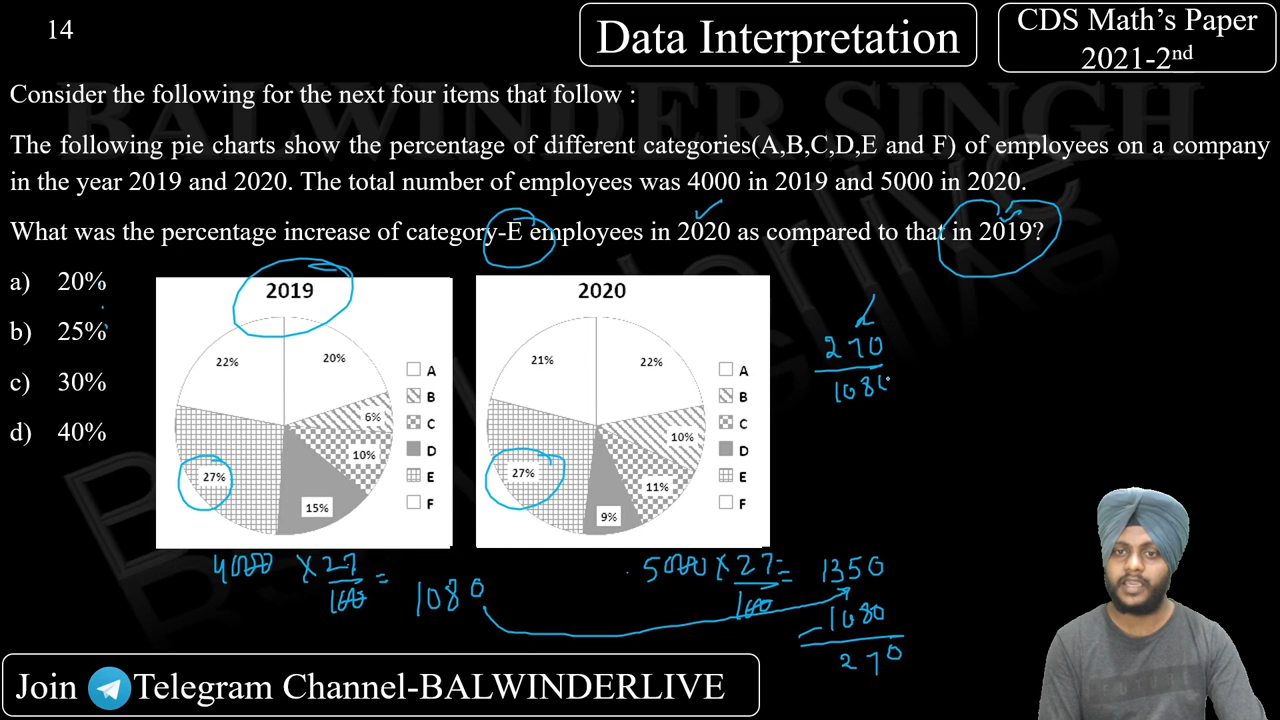 14
Data Interpretation
CDS Math's Paper
2021-2nd
Consider the following for the next four items that follow :
The following pie charts show the percentage of different categories(A,B,C,D,E and F) of employees on a company
in the year 2019 and 2020. The total number of employees was 4000 in 2019 and 5000 in 2020.
What was the percentage increase of category-E employees in 2020 as compared to that in 2019?
a) 20%
b) 25%
c) 30%
d) 40%
2019
22%
20%
6%
10%
15%
27%
A
B
C
D
E
F
2020
21%
22%
10%
11%
9%
27%
A
B
C
D
E
F
270
1080
4000 × 27/100 = 1080
5000 × 27/100 = 1350
-1080
270
Join Telegram Channel-BALWINDERLIVE
BALWINDER SINGH